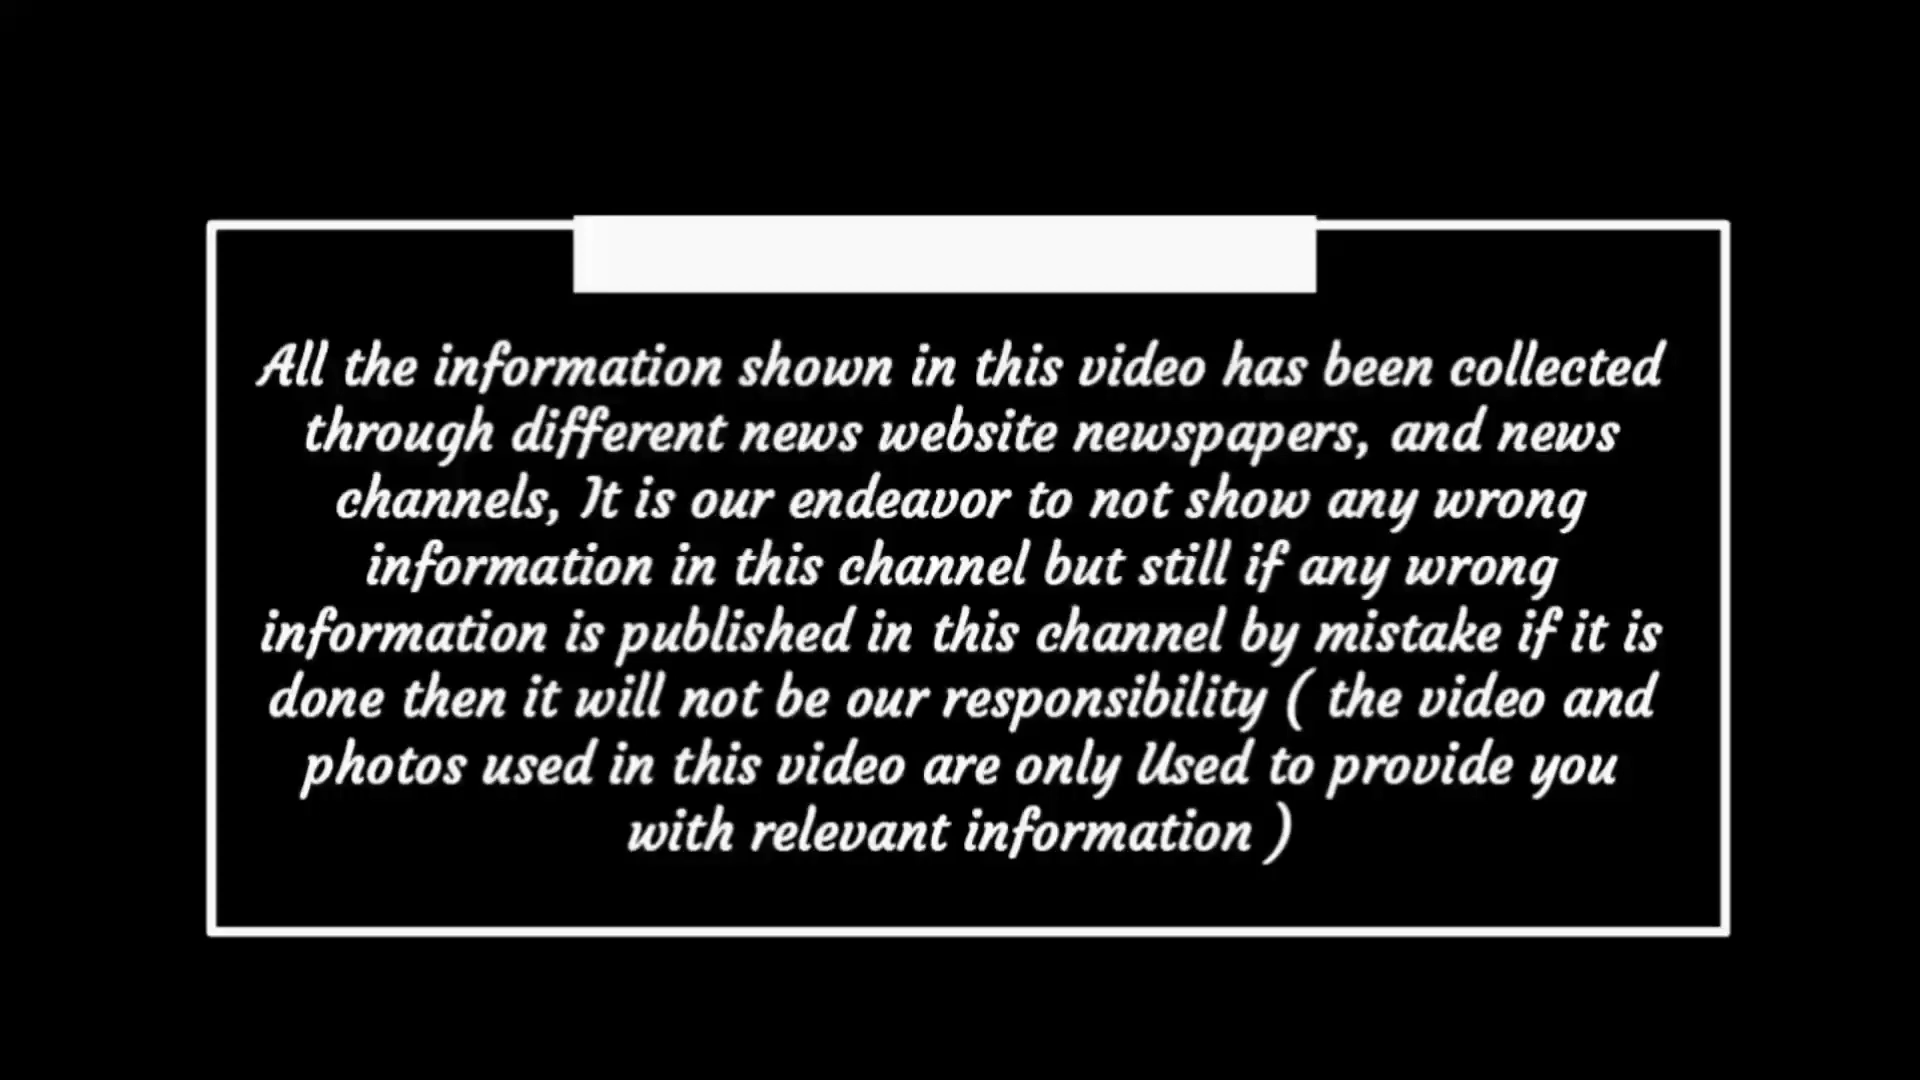 All the information shown in this video has been collected
through different news website newspapers, and news
channels, It is our endeavor to not show any wrong
information in this channel but still if any wrong
information is published in this channel by mistake if it is
done then it will not be our responsibility ( the video and
photos used in this video are only Used to provide you
with relevant information )